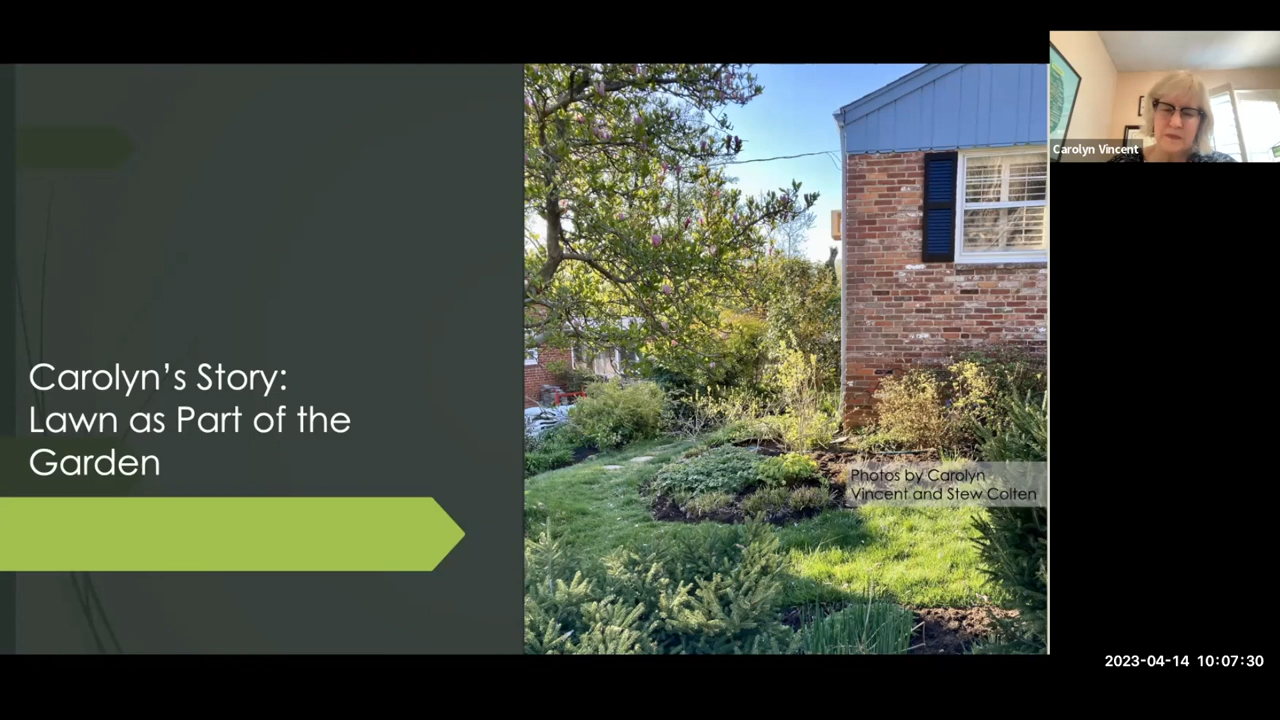 Carolyn Vincent
Carolyn’s Story:
Lawn as Part of the
Garden
Photos by Carolyn
Vincent and Stew Colten
2023-04-14 10:07:30